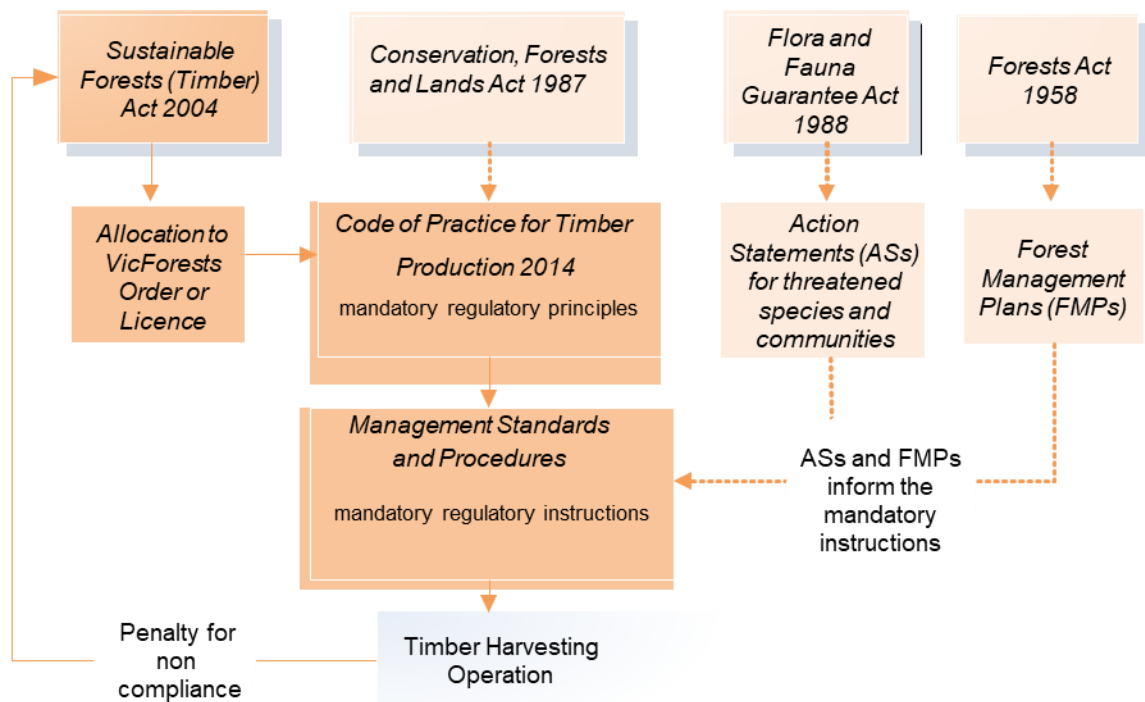 Sustainable
Forests (Timber)
Act 2004
Conservation, Forests
and Lands Act 1987
Flora and
Fauna
Guarantee Act
1988
Forests Act
1958
Allocation to
VicForests
Order or
Licence
Code of Practice for Timber
Production 2014
mandatory regulatory principles
Action
Statements (ASs)
for threatened
species and
communities
Forest
Management
Plans (FMPs)
Management Standards
and Procedures
mandatory regulatory instructions
ASs and FMPs
inform the
mandatory
instructions
Penalty for
non
compliance
Timber Harvesting
Operation